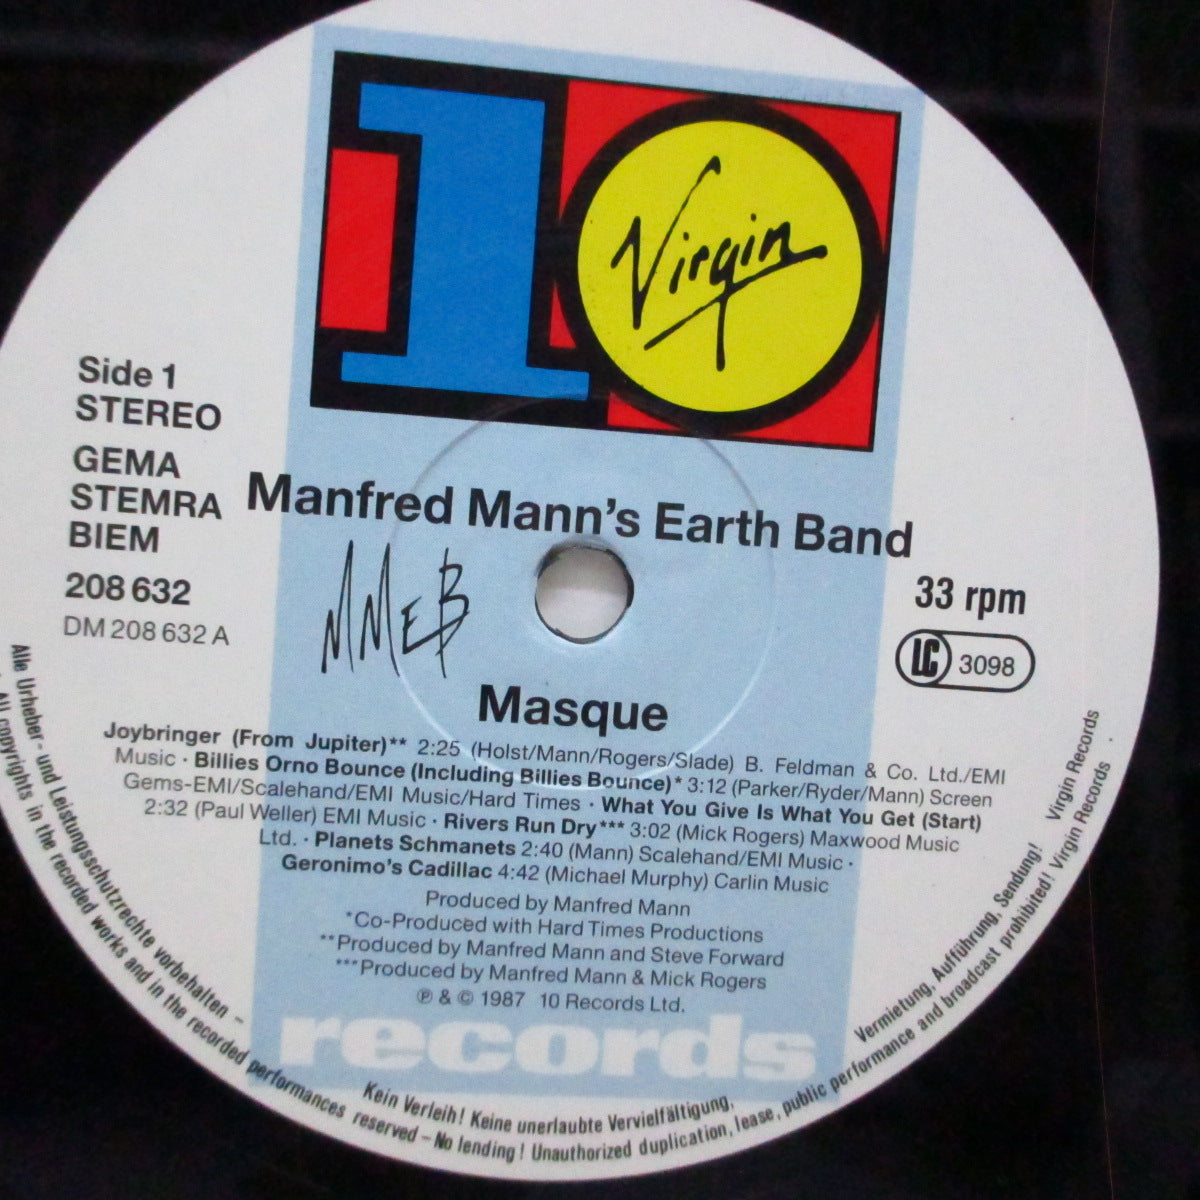 10
Virgin
Side 1
STEREO
GEMA
STEMRA
BIEM
208 632
DM 208 632 A
Manfred Mann's Earth Band
MMEB
33 rpm
LC 3098
Masque
Joybringer (From Jupiter)** 2:25 (Holst/Mann/Rogers/Slade) B. Feldman & Co. Ltd./EMI
Music · Billies Orno Bounce (Including Billies Bounce)* 3:12 (Parker/Ryder/Mann) Screen
Gems-EMI/Scalehand/EMI Music/Hard Times · What You Give Is What You Get (Start)
2:32 (Paul Weller) EMI Music · Rivers Run Dry*** 3:02 (Mick Rogers) Maxwood Music
Ltd. · Planets Schmanets 2:40 (Mann) Scalehand/EMI Music ·
Geronimo's Cadillac 4:42 (Michael Murphy) Carlin Music
Produced by Manfred Mann
*Co-Produced with Hard Times Productions
**Produced by Manfred Mann and Steve Forward
***Produced by Manfred Mann & Mick Rogers
℗ & © 1987 10 Records Ltd.
records
Alle Urheber- und Leistungsschutzrechte vorbehalten – Kein Verleih! Keine unerlaubte Vervielfältigung, Vermietung, Aufführung, Sendung! Virgin Records
All copyrights in the recorded works and in the recorded performances reserved – No lending! Unauthorized duplication, lease, public performance and broadcast prohibited! Virgin Records